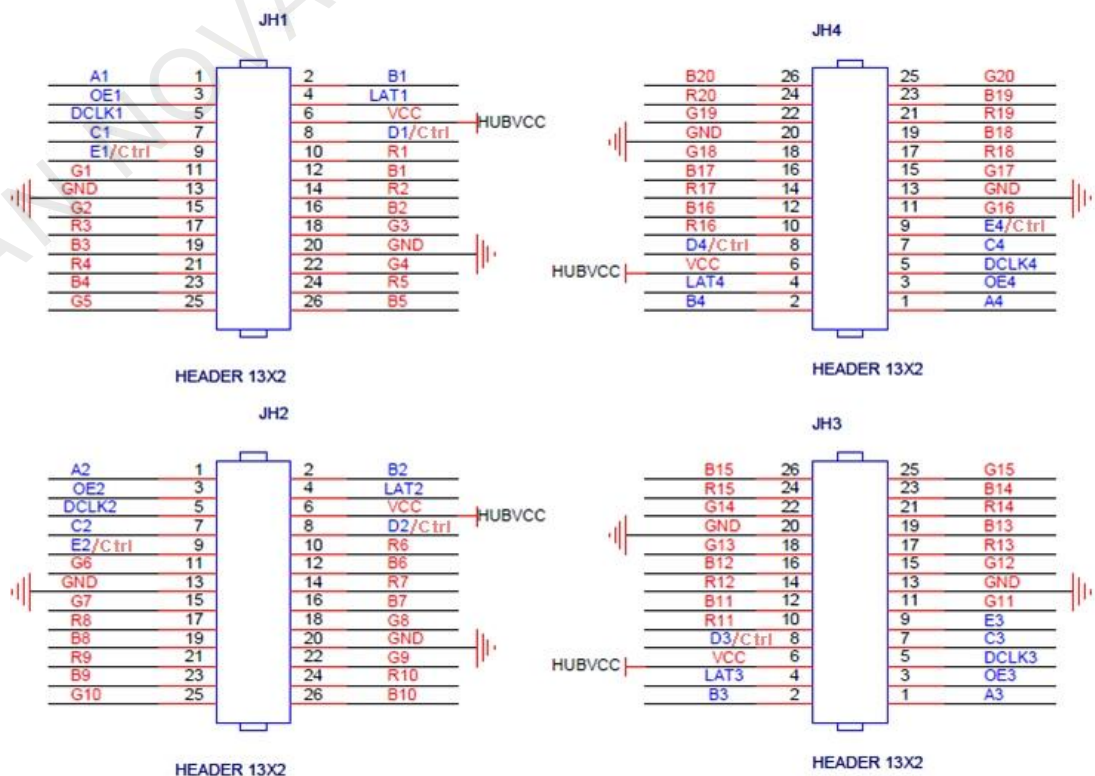 JH1
A1 1 2 B1
OE1 3 4 LAT1
DCLK1 5 6 VCC HUBVCC
C1 7 8 D1/Ctrl
E1/Ctrl 9 10 R1
G1 11 12 B1
GND 13 14 R2
G2 15 16 B2
R3 17 18 G3
B3 19 20 GND
R4 21 22 G4
B4 23 24 R5
G5 25 26 B5
HEADER 13X2
JH4
B20 26 25 G20
R20 24 23 B19
G19 22 21 R19
GND 20 19 B18
G18 18 17 R18
B17 16 15 G17
R17 14 13 GND
B16 12 11 G16
R16 10 9 E4/Ctrl
D4/Ctrl 8 7 C4
HUBVCC VCC 6 5 DCLK4
LAT4 4 3 OE4
B4 2 1 A4
HEADER 13X2
JH2
A2 1 2 B2
OE2 3 4 LAT2
DCLK2 5 6 VCC HUBVCC
C2 7 8 D2/Ctrl
E2/Ctrl 9 10 R6
G6 11 12 B6
GND 13 14 R7
G7 15 16 B7
R8 17 18 G8
B8 19 20 GND
R9 21 22 G9
B9 23 24 R10
G10 25 26 B10
HEADER 13X2
JH3
B15 26 25 G15
R15 24 23 B14
G14 22 21 R14
GND 20 19 B13
G13 18 17 R13
B12 16 15 G12
R12 14 13 GND
B11 12 11 G11
R11 10 9 E3
D3/Ctrl 8 7 C3
HUBVCC VCC 6 5 DCLK3
LAT3 4 3 OE3
B3 2 1 A3
HEADER 13X2